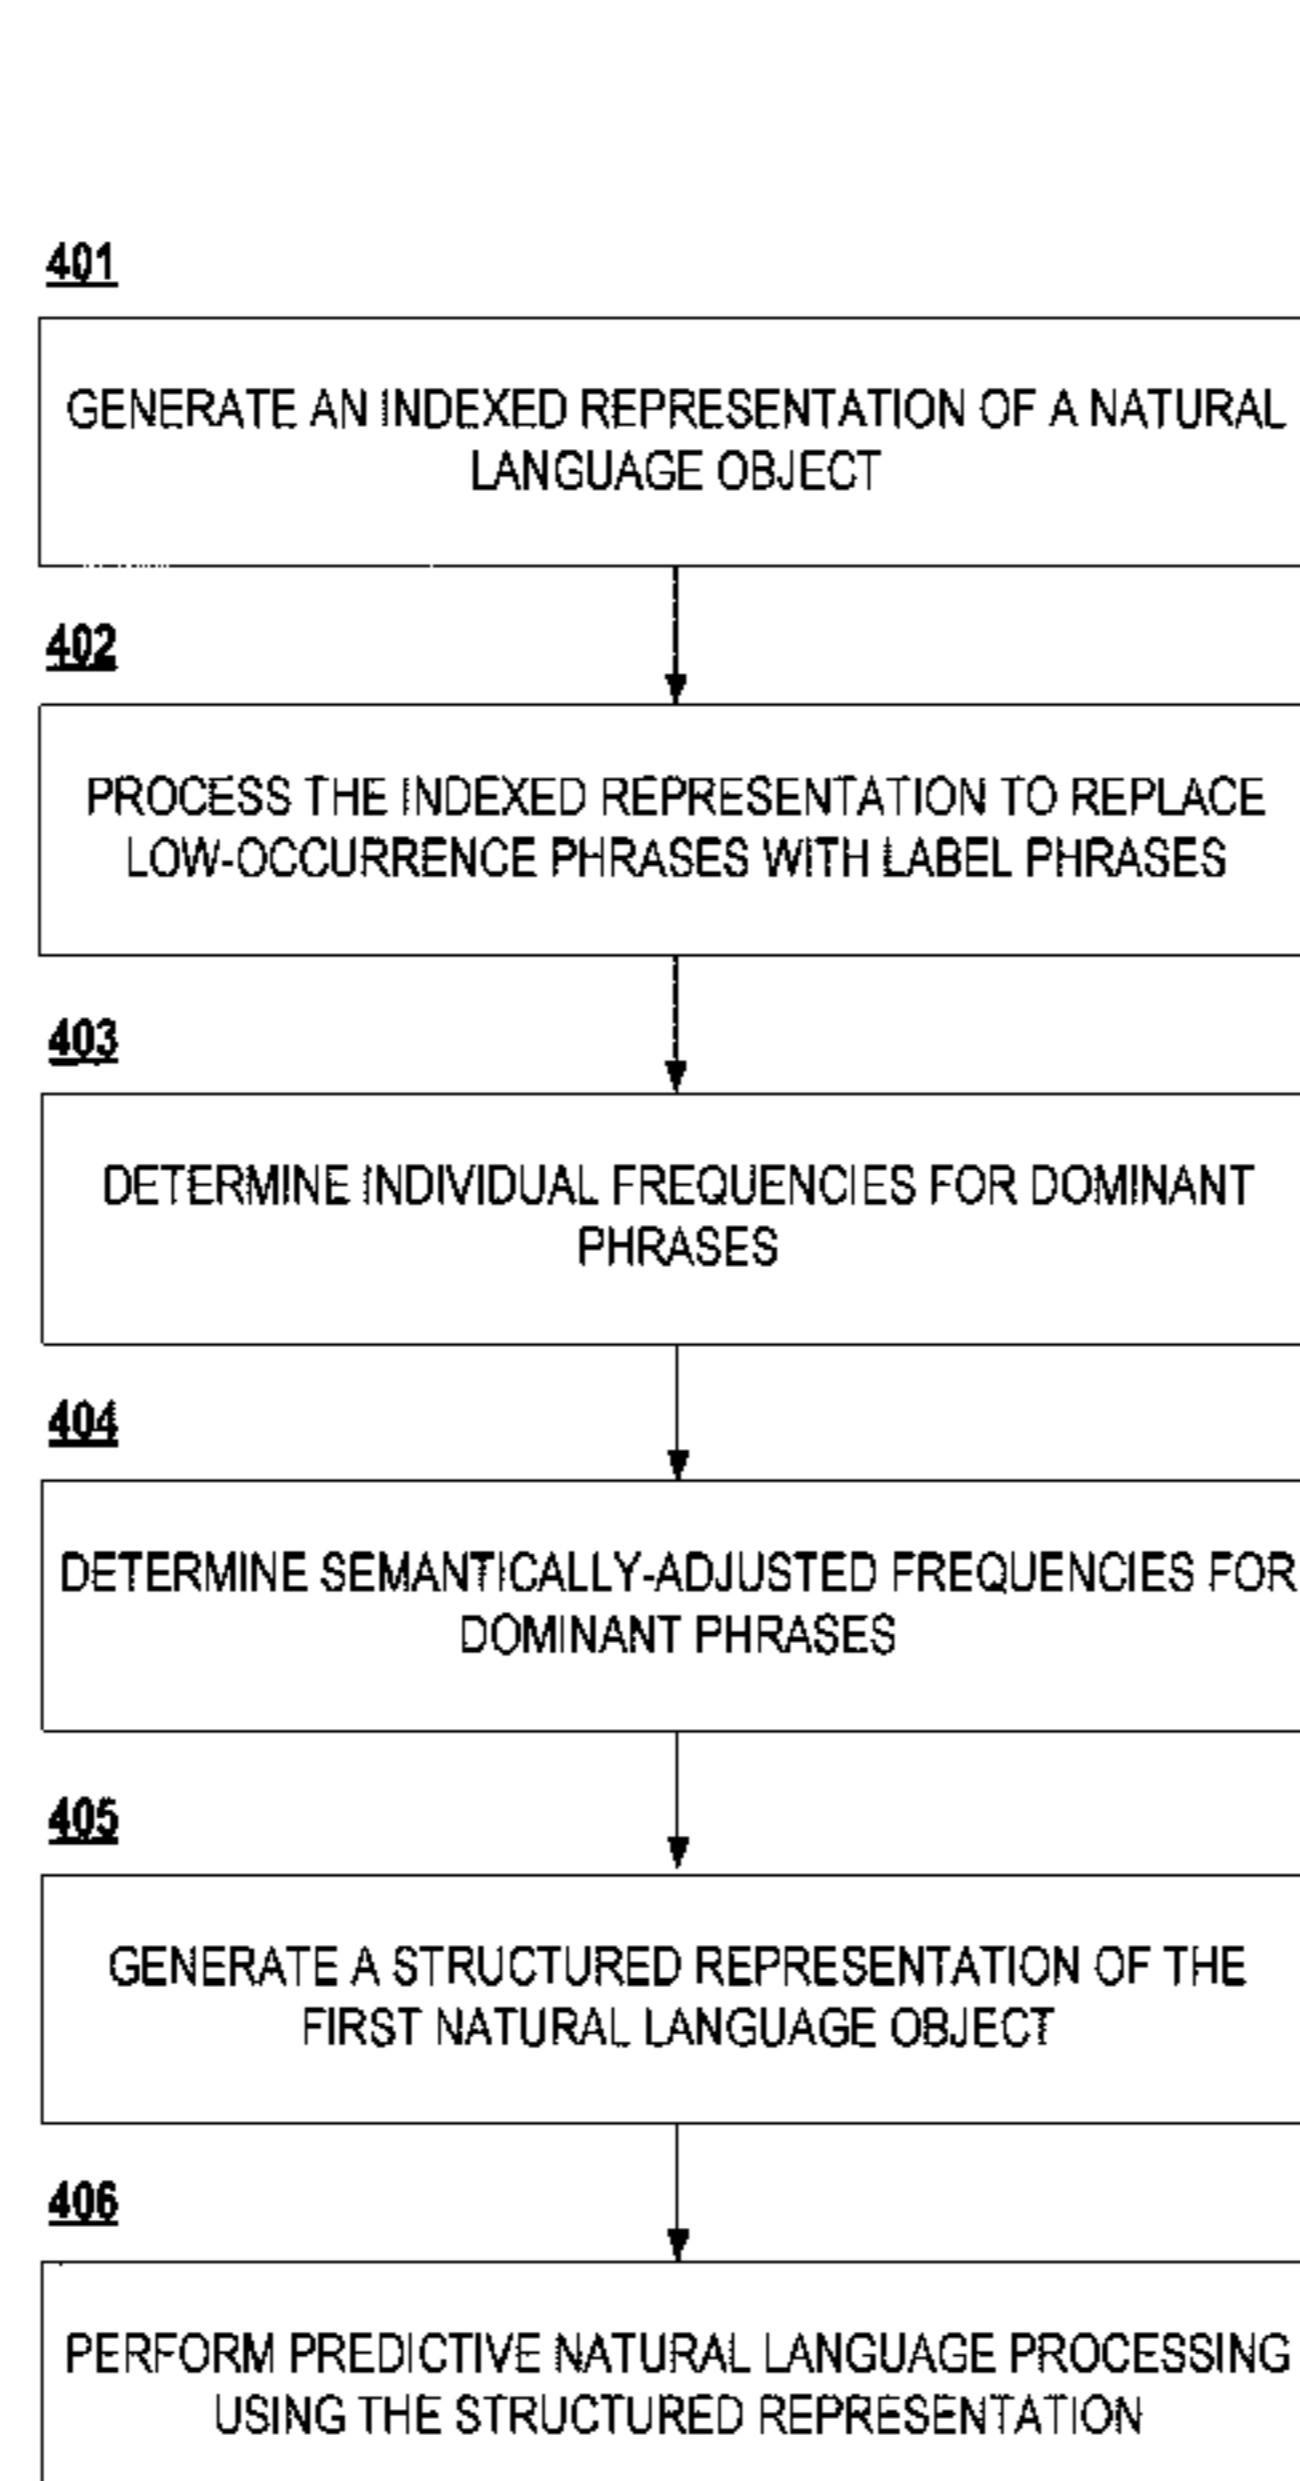 401
GENERATE AN INDEXED REPRESENTATION OF A NATURAL
LANGUAGE OBJECT
402
PROCESS THE INDEXED REPRESENTATION TO REPLACE
LOW-OCCURRENCE PHRASES WITH LABEL PHRASES
403
DETERMINE INDIVIDUAL FREQUENCIES FOR DOMINANT
PHRASES
404
DETERMINE SEMANTICALLY-ADJUSTED FREQUENCIES FOR
DOMINANT PHRASES
405
GENERATE A STRUCTURED REPRESENTATION OF THE
FIRST NATURAL LANGUAGE OBJECT
406
PERFORM PREDICTIVE NATURAL LANGUAGE PROCESSING
USING THE STRUCTURED REPRESENTATION